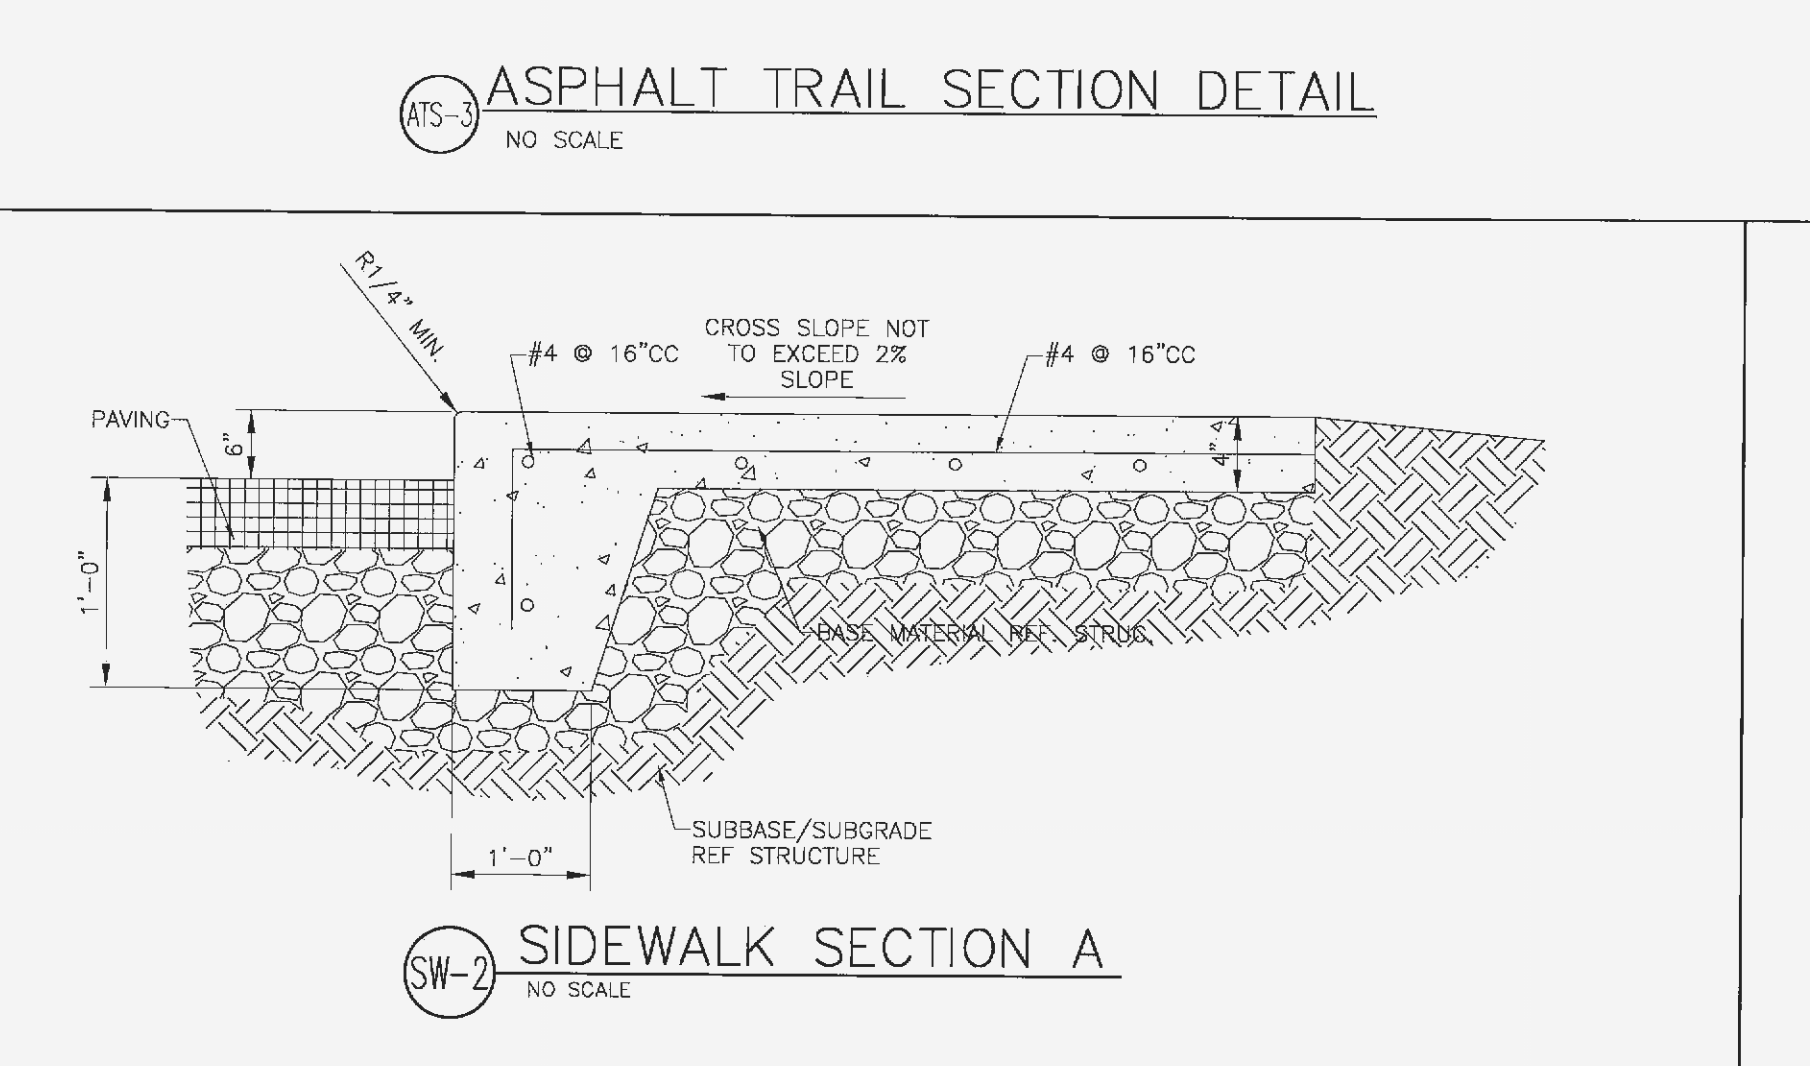 ATS-3
ASPHALT TRAIL SECTION DETAIL
NO SCALE
R1/4" MIN.
CROSS SLOPE NOT
TO EXCEED 2%
SLOPE
#4 @ 16"CC
#4 @ 16"CC
PAVING
6"
4"
1'-0"
BASE MATERIAL REF. STRUC.
SUBBASE/SUBGRADE
REF STRUCTURE
1'-0"
SW-2
SIDEWALK SECTION A
NO SCALE